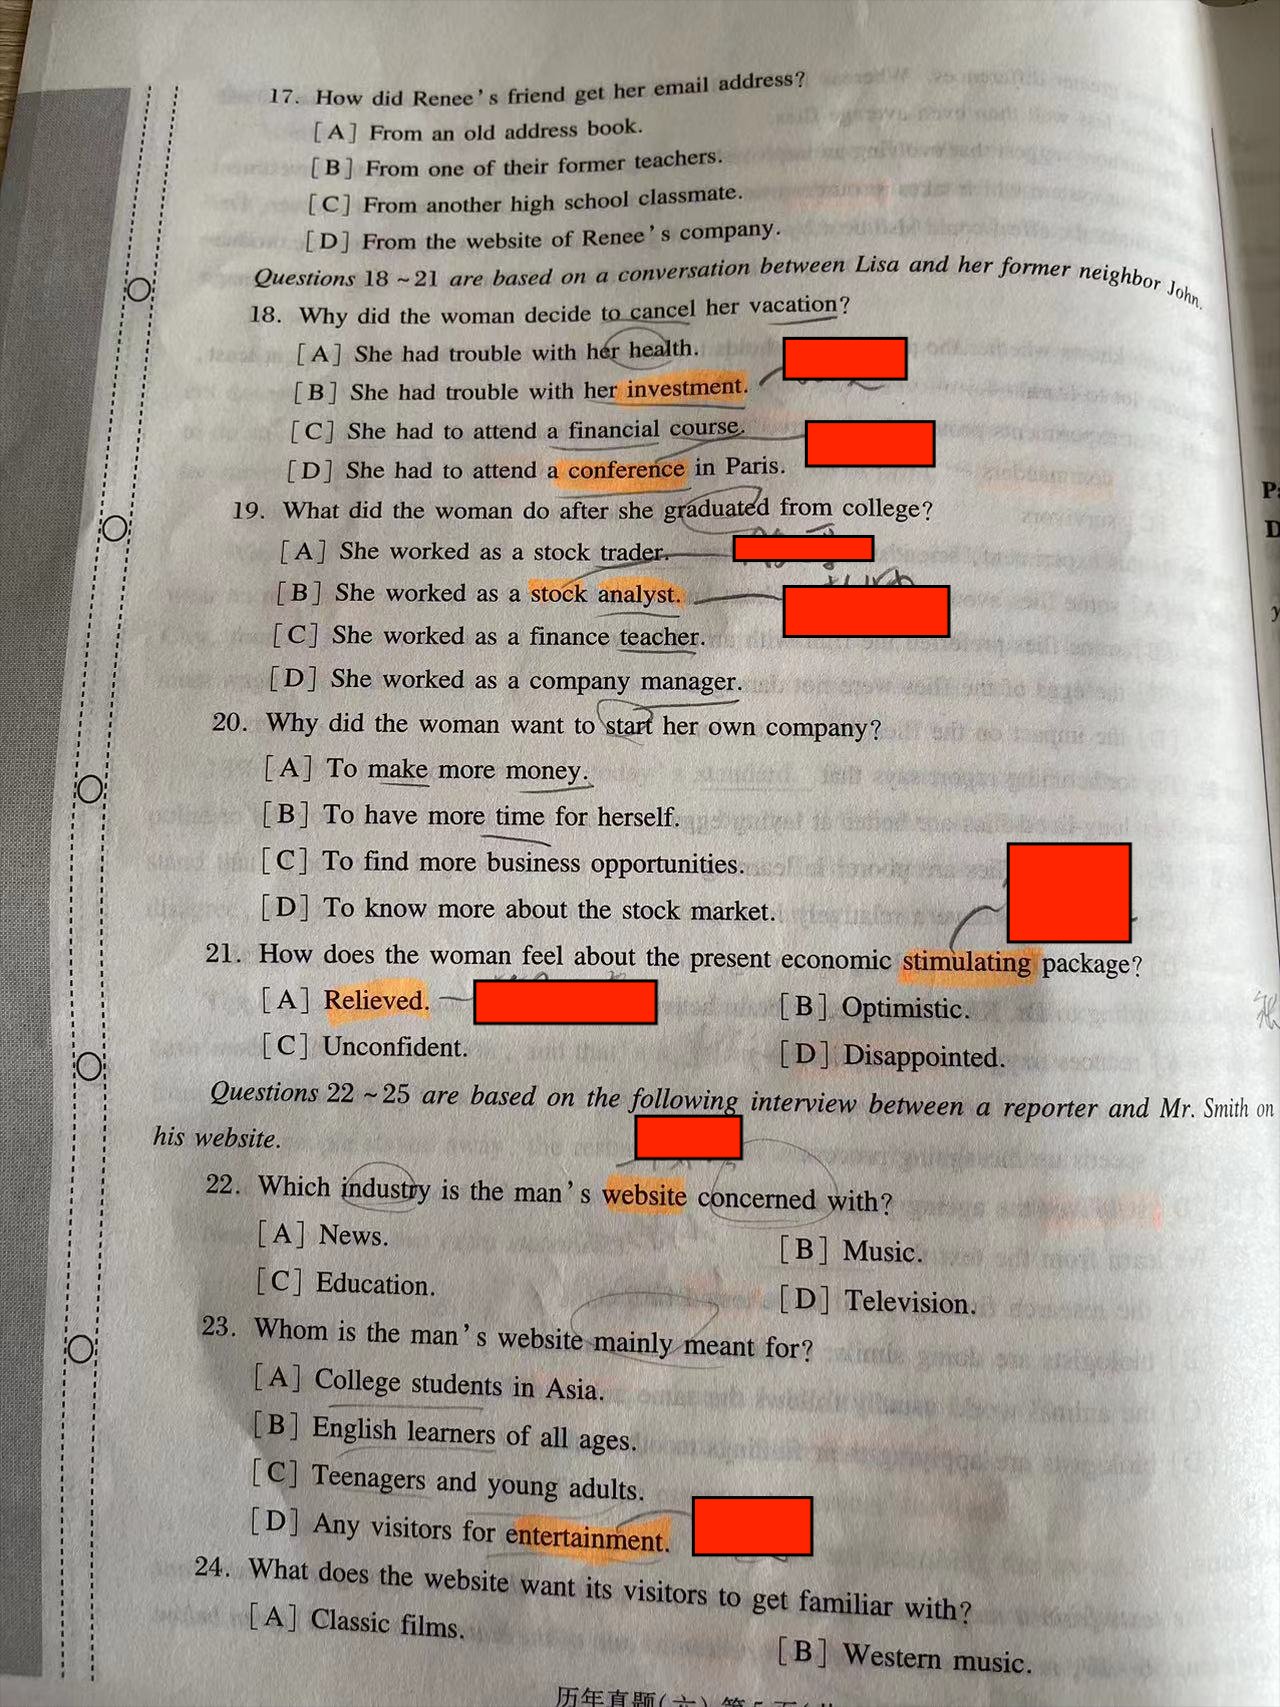 17. How did Renee's friend get her email address?
[A] From an old address book.
[B] From one of their former teachers.
[C] From another high school classmate.
[D] From the website of Renee's company.
Questions 18~21 are based on a conversation between Lisa and her former neighbor John.
18. Why did the woman decide to cancel her vacation?
[A] She had trouble with her health.
[B] She had trouble with her investment.
[C] She had to attend a financial course.
[D] She had to attend a conference in Paris.
19. What did the woman do after she graduated from college?
[A] She worked as a stock trader.
[B] She worked as a stock analyst.
[C] She worked as a finance teacher.
[D] She worked as a company manager.
20. Why did the woman want to start her own company?
[A] To make more money.
[B] To have more time for herself.
[C] To find more business opportunities.
[D] To know more about the stock market.
21. How does the woman feel about the present economic stimulating package?
[A] Relieved. [B] Optimistic.
[C] Unconfident. [D] Disappointed.
Questions 22~25 are based on the following interview between a reporter and Mr. Smith on
his website.
22. Which industry is the man's website concerned with?
[A] News. [B] Music.
[C] Education. [D] Television.
23. Whom is the man's website mainly meant for?
[A] College students in Asia.
[B] English learners of all ages.
[C] Teenagers and young adults.
[D] Any visitors for entertainment.
24. What does the website want its visitors to get familiar with?
[A] Classic films. [B] Western music.
历年真题(六) 第5页